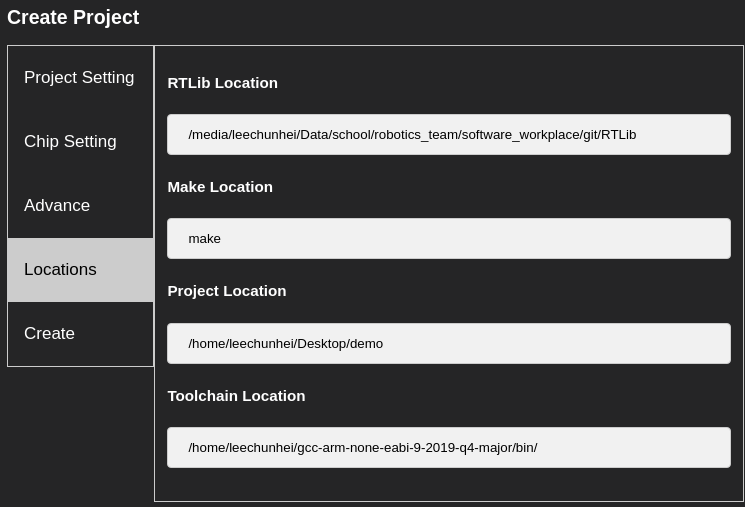 Create Project
Project Setting
Chip Setting
Advance
Locations
Create
RTLib Location
/media/leechunhei/Data/school/robotics_team/software_workplace/git/RTLib
Make Location
make
Project Location
/home/leechunhei/Desktop/demo
Toolchain Location
/home/leechunhei/gcc-arm-none-eabi-9-2019-q4-major/bin/